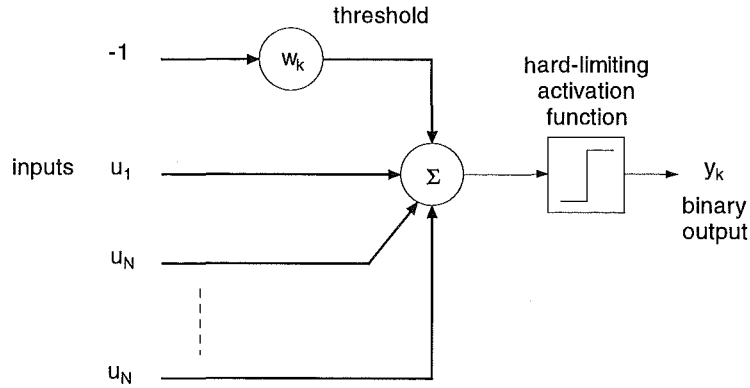 threshold
-1
w_k
hard-limiting
activation
function
inputs
u_1
Σ
y_k
binary
output
u_N
u_N